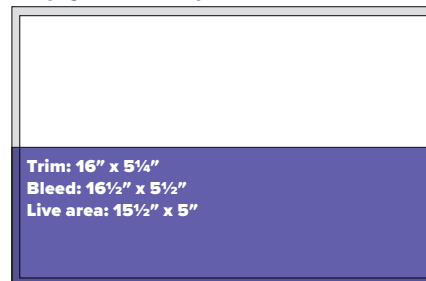 Trim: 16″ x 5¼″
Bleed: 16½″ x 5½″
Live area: 15½″ x 5″